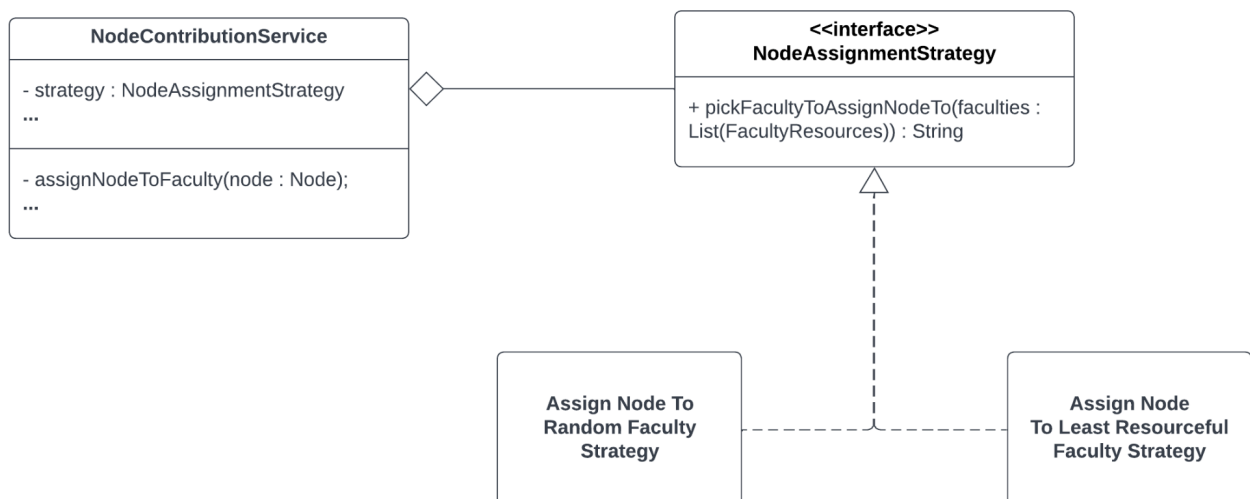 NodeContributionService
- strategy : NodeAssignmentStrategy
...
- assignNodeToFaculty(node : Node);
...
<<interface>>
NodeAssignmentStrategy
+ pickFacultyToAssignNodeTo(faculties :
List(FacultyResources)) : String
Assign Node To
Random Faculty
Strategy
Assign Node
To Least Resourceful
Faculty Strategy